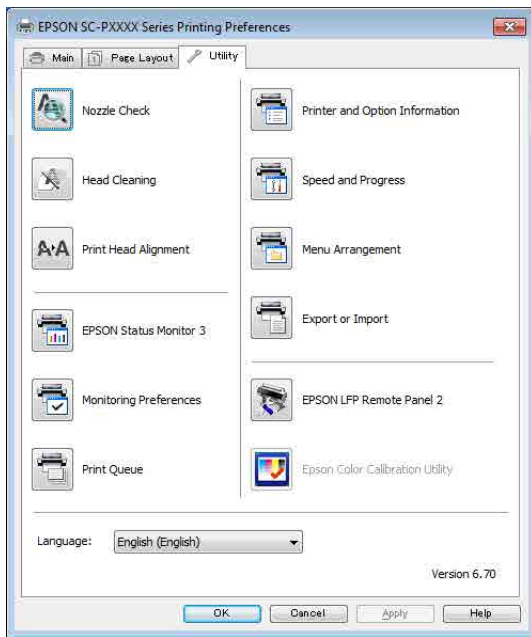 EPSON SC-PXXXX Series Printing Preferences
Main
Page Layout
Utility
Nozzle Check
Head Cleaning
Print Head Alignment
EPSON Status Monitor 3
Monitoring Preferences
Print Queue
Printer and Option Information
Speed and Progress
Menu Arrangement
Export or Import
EPSON LFP Remote Panel 2
Epson Color Calibration Utility
Language: English (English)
Version 6.70
OK Cancel Apply Help